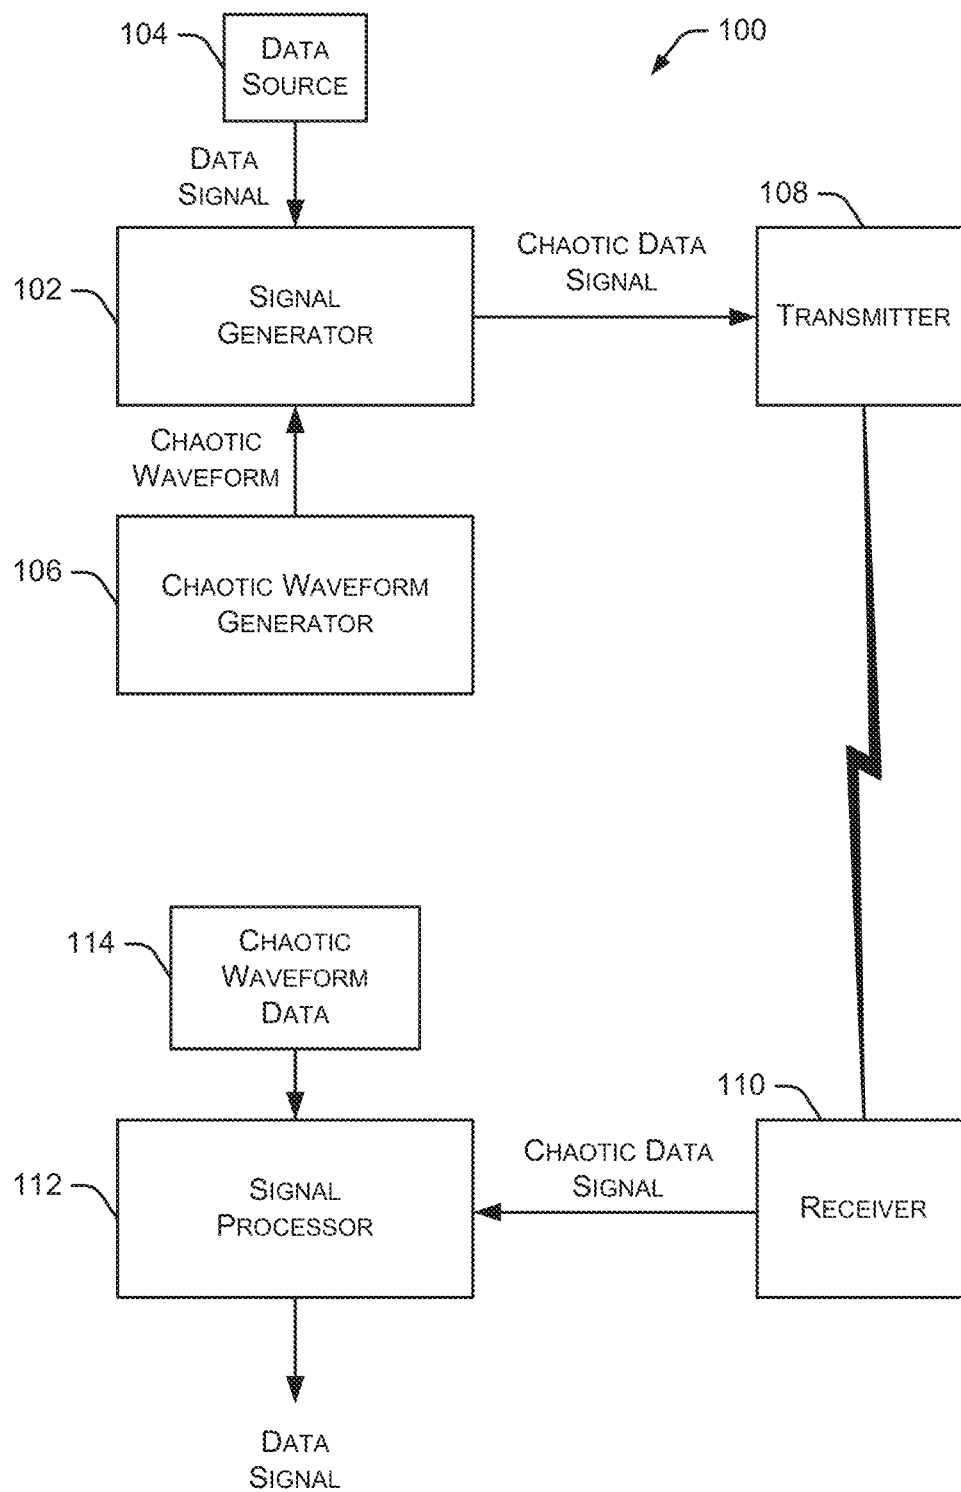 104
DATA
SOURCE
100
DATA
SIGNAL
108
102
SIGNAL
GENERATOR
CHAOTIC DATA
SIGNAL
TRANSMITTER
CHAOTIC
WAVEFORM
106
CHAOTIC WAVEFORM
GENERATOR
114
CHAOTIC
WAVEFORM
DATA
110
112
SIGNAL
PROCESSOR
CHAOTIC DATA
SIGNAL
RECEIVER
DATA
SIGNAL